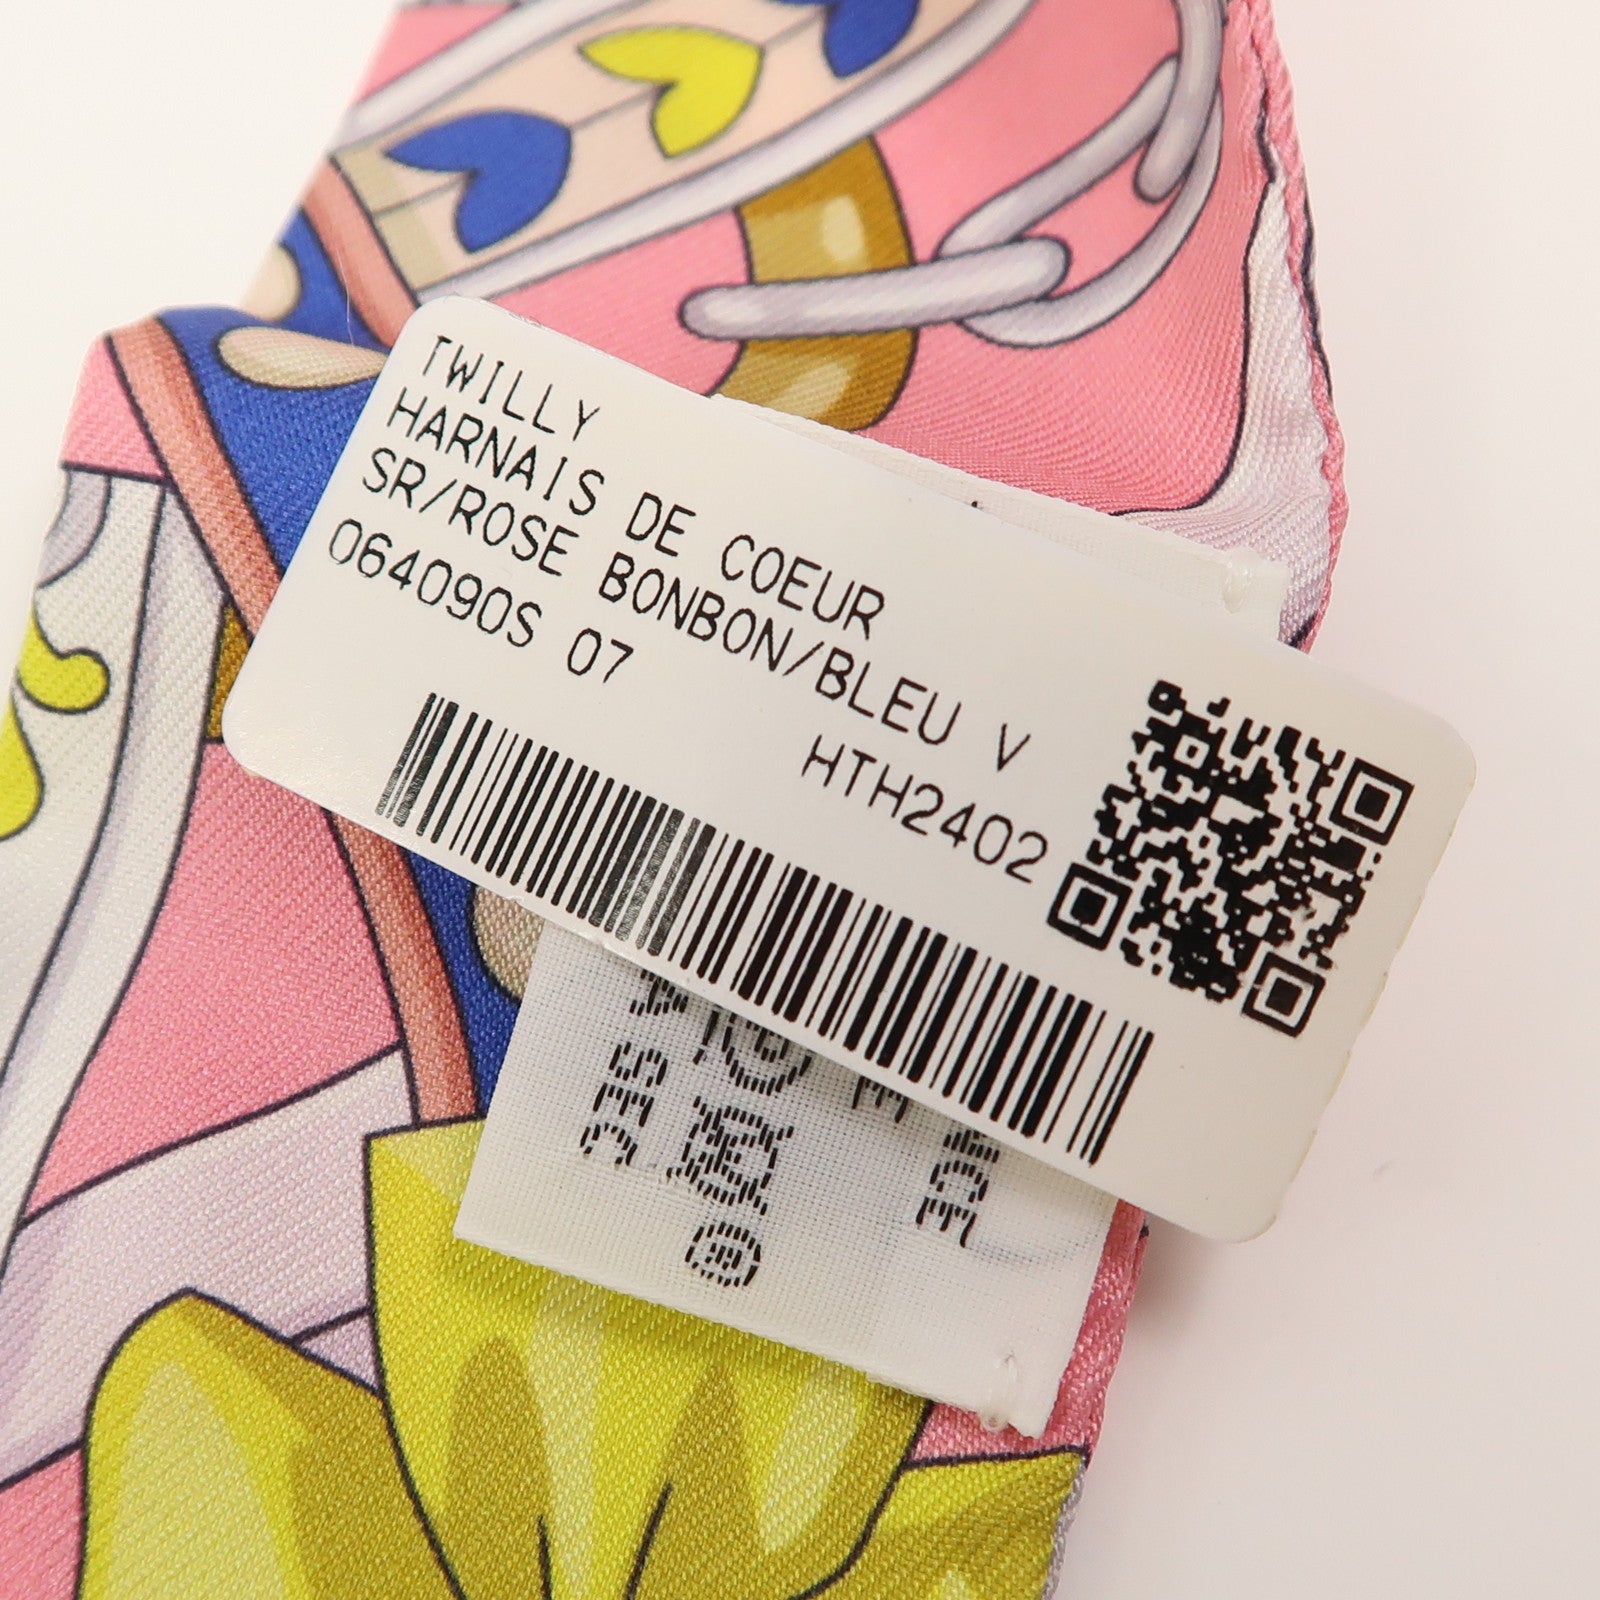 TWILLY
HARNAIS DE COEUR
SR/ROSE BONBON/BLEU V
064090S 07
HTH2402